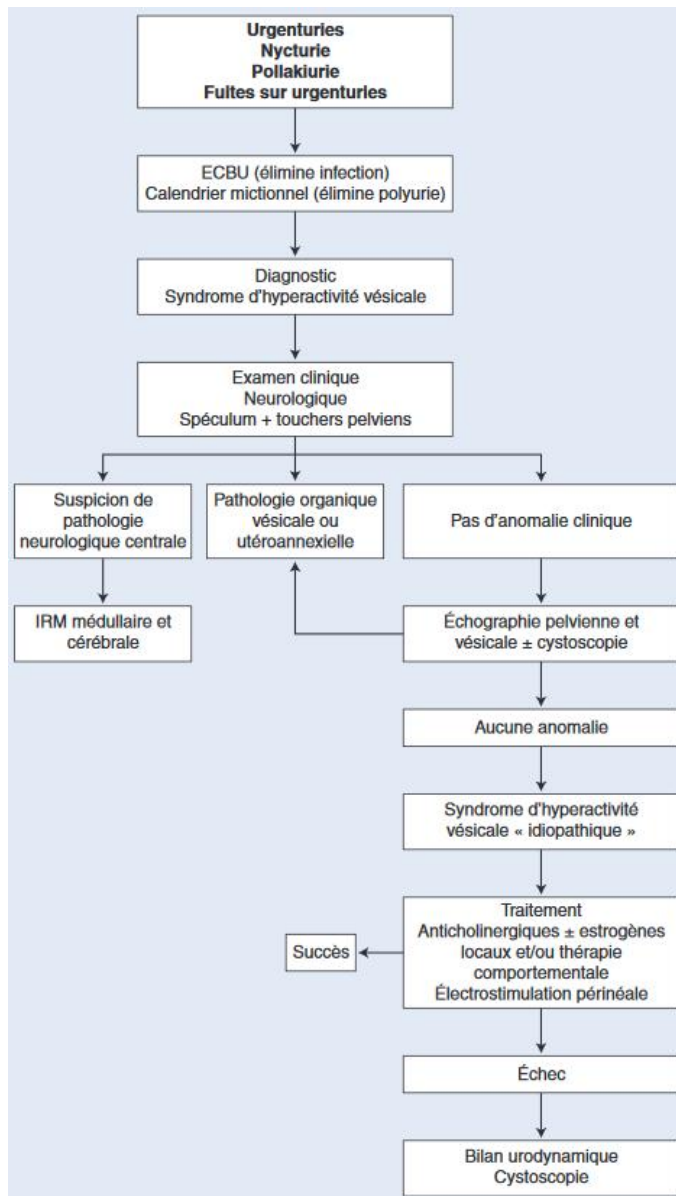 Urgenturies
Nycturie
Pollakiurie
Fuites sur urgenturies
ECBU (élimine infection)
Calendrier mictionnel (élimine polyurie)
Diagnostic
Syndrome d'hyperactivité vésicale
Examen clinique
Neurologique
Spéculum + touchers pelviens
Suspicion de
pathologie
neurologique centrale
Pathologie organique
vésicale ou
utéroannexielle
Pas d'anomalie clinique
IRM médullaire et
cérébrale
Échographie pelvienne et
vésicale ± cystoscopie
Aucune anomalie
Syndrome d'hyperactivité
vésicale « idiopathique »
Traitement
Anticholinergiques ± estrogènes
locaux et/ou thérapie
comportementale
Électrostimulation périnéale
Succès
Échec
Bilan urodynamique
Cystoscopie